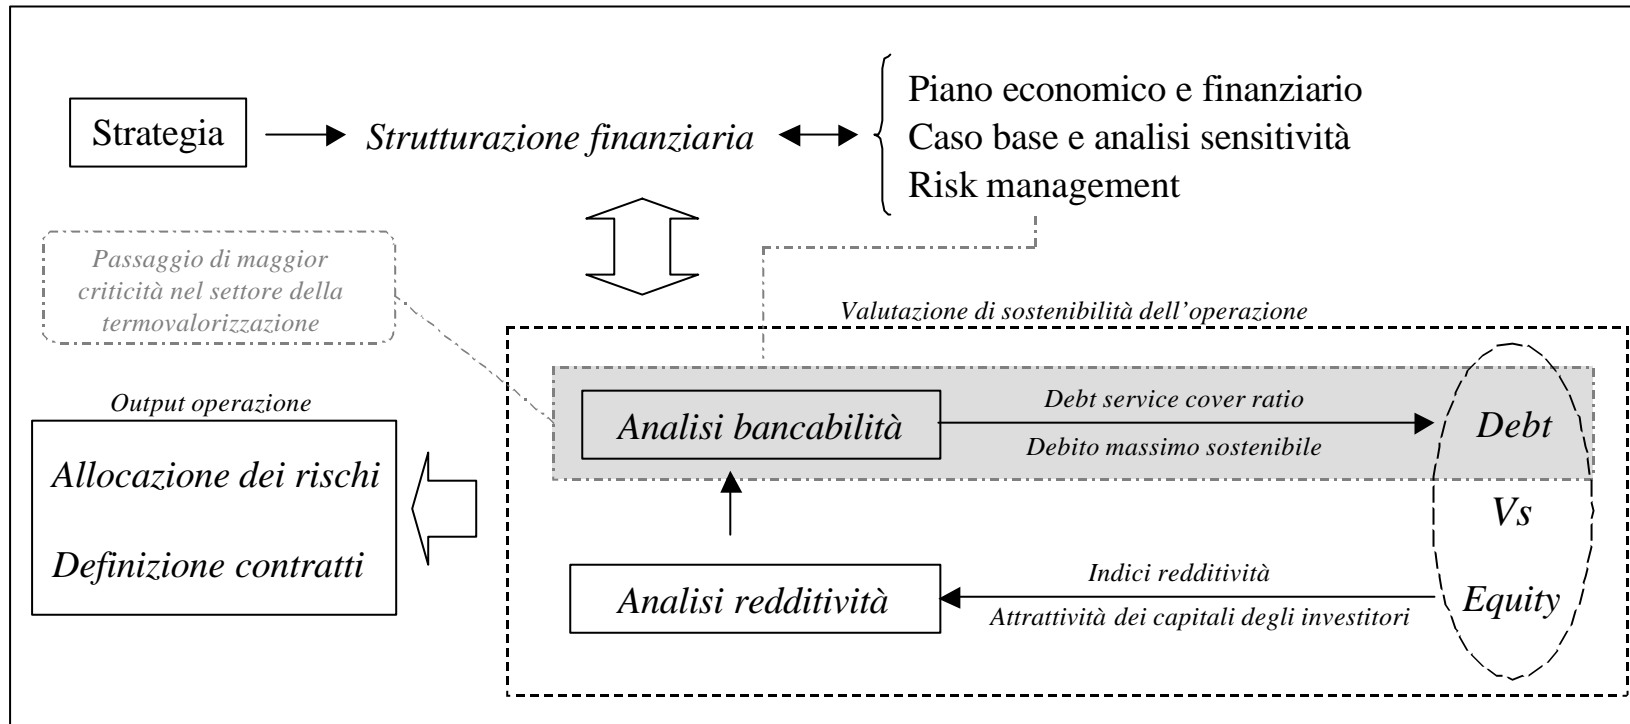 Strategia
Strutturazione finanziaria
Piano economico e finanziario
Caso base e analisi sensitività
Risk management
Passaggio di maggior
criticità nel settore della
termovalorizzazione
Valutazione di sostenibilità dell’operazione
Output operazione
Allocazione dei rischi
Definizione contratti
Analisi bancabilità
Debt service cover ratio
Debito massimo sostenibile
Debt
Vs
Equity
Analisi redditività
Indici redditività
Attrattività dei capitali degli investitori